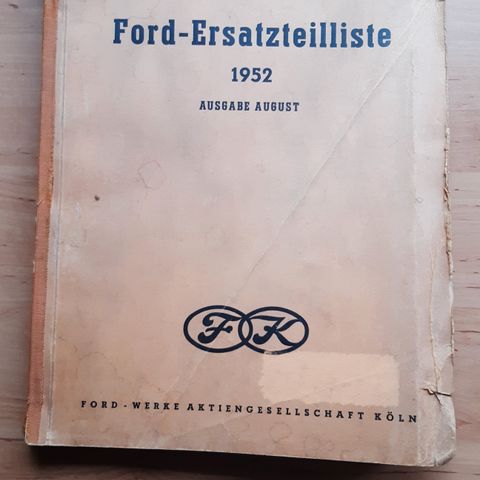 Ford-Ersatzteilliste
1952
AUSGABE AUGUST
FK
FORD-WERKE AKTIENGESELLSCHAFT KÖLN